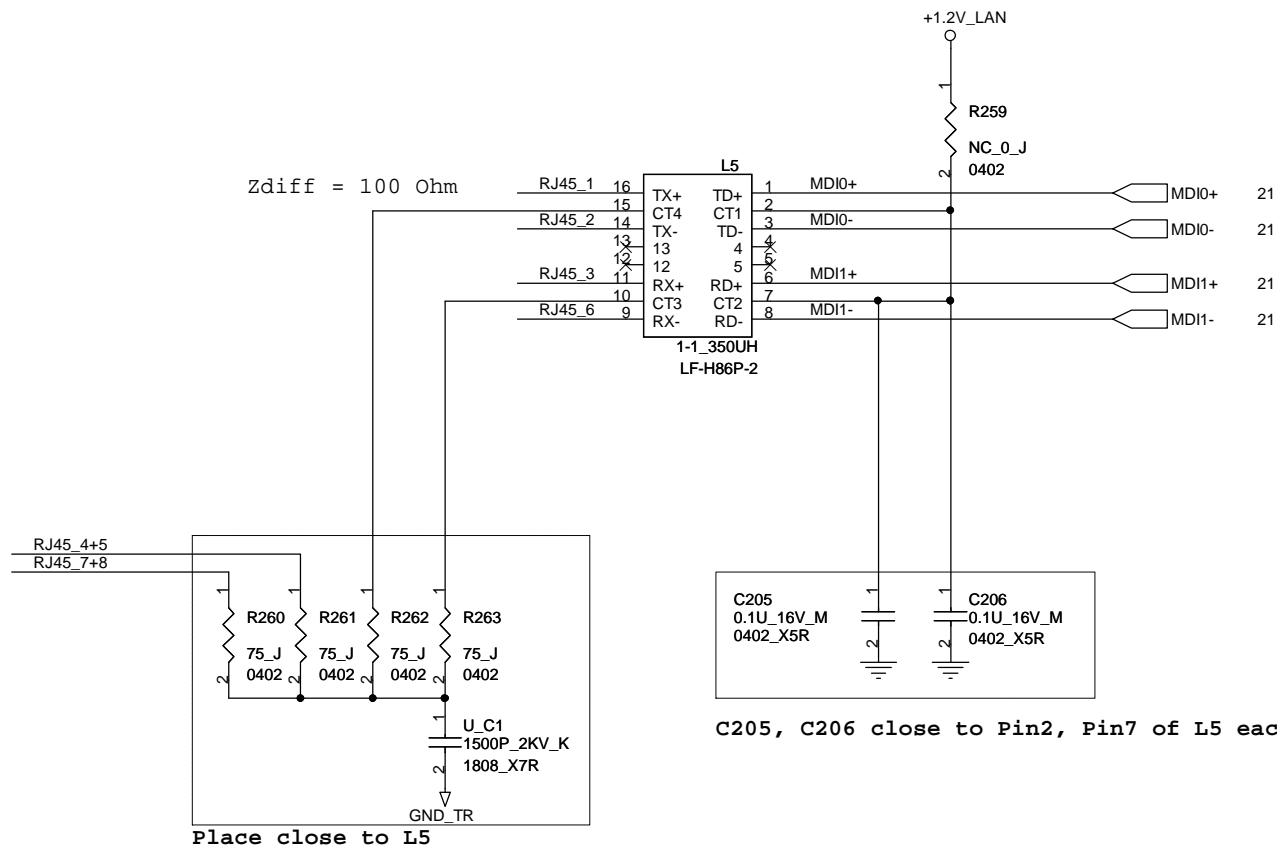 +1.2V_LAN
1
R259
NC_0_J
0402
2
Zdiff = 100 Ohm
L5
RJ45_1 16 TX+ TD+ 1 MDI0+ MDI0+ 21
15 CT4 CT1 2
RJ45_2 14 TX- TD- 3 MDI0- MDI0- 21
13 13 4 4
12 12 5 5
RJ45_3 11 RX+ RD+ 6 MDI1+ MDI1+ 21
10 CT3 CT2 7
RJ45_6 9 RX- RD- 8 MDI1- MDI1- 21
1-1_350UH
LF-H86P-2
RJ45_4+5
RJ45_7+8
1 1 1 1
R260 R261 R262 R263
75_J 75_J 75_J 75_J
0402 0402 0402 0402
2 2 2 2
1
U_C1
1500P_2KV_K
1808_X7R
2
GND_TR
Place close to L5
1 1
C205 C206
0.1U_16V_M 0.1U_16V_M
0402_X5R 0402_X5R
2 2
C205, C206 close to Pin2, Pin7 of L5 eac